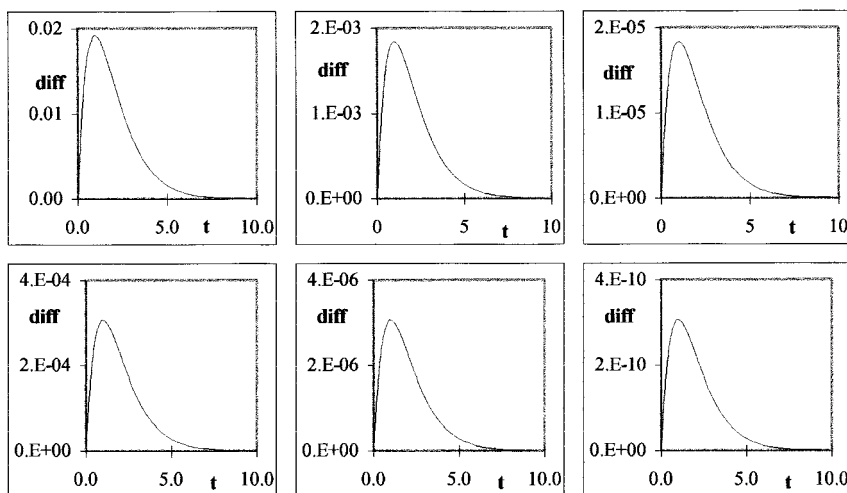 0.02
diff
0.01
0.00
0.0 5.0 t 10.0
2.E-03
diff
1.E-03
0.E+00
0 5 t 10
2.E-05
diff
1.E-05
0.E+00
0 5 t 10
4.E-04
diff
2.E-04
0.E+00
0.0 5.0 t 10.0
4.E-06
diff
2.E-06
0.E+00
0.0 5.0 t 10.0
4.E-10
diff
2.E-10
0.E+00
0.0 5.0 t 10.0